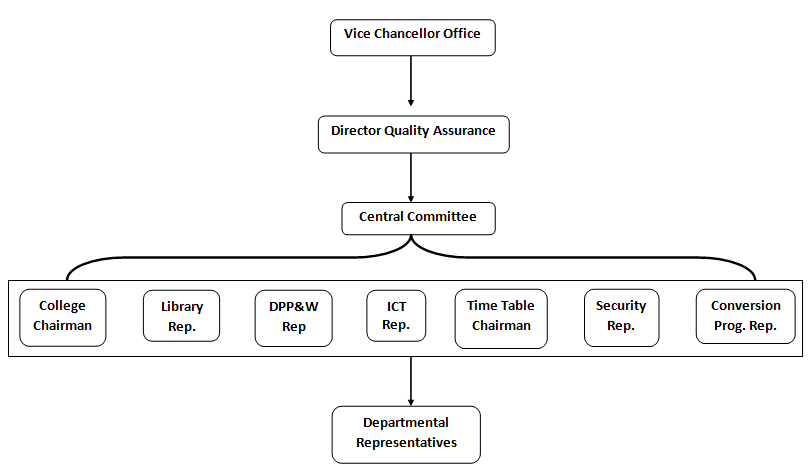 Vice Chancellor Office
Director Quality Assurance
Central Committee
College
Chairman
Library
Rep.
DPP&W
Rep
ICT
Rep.
Time Table
Chairman
Security
Rep.
Conversion
Prog. Rep.
Departmental
Representatives